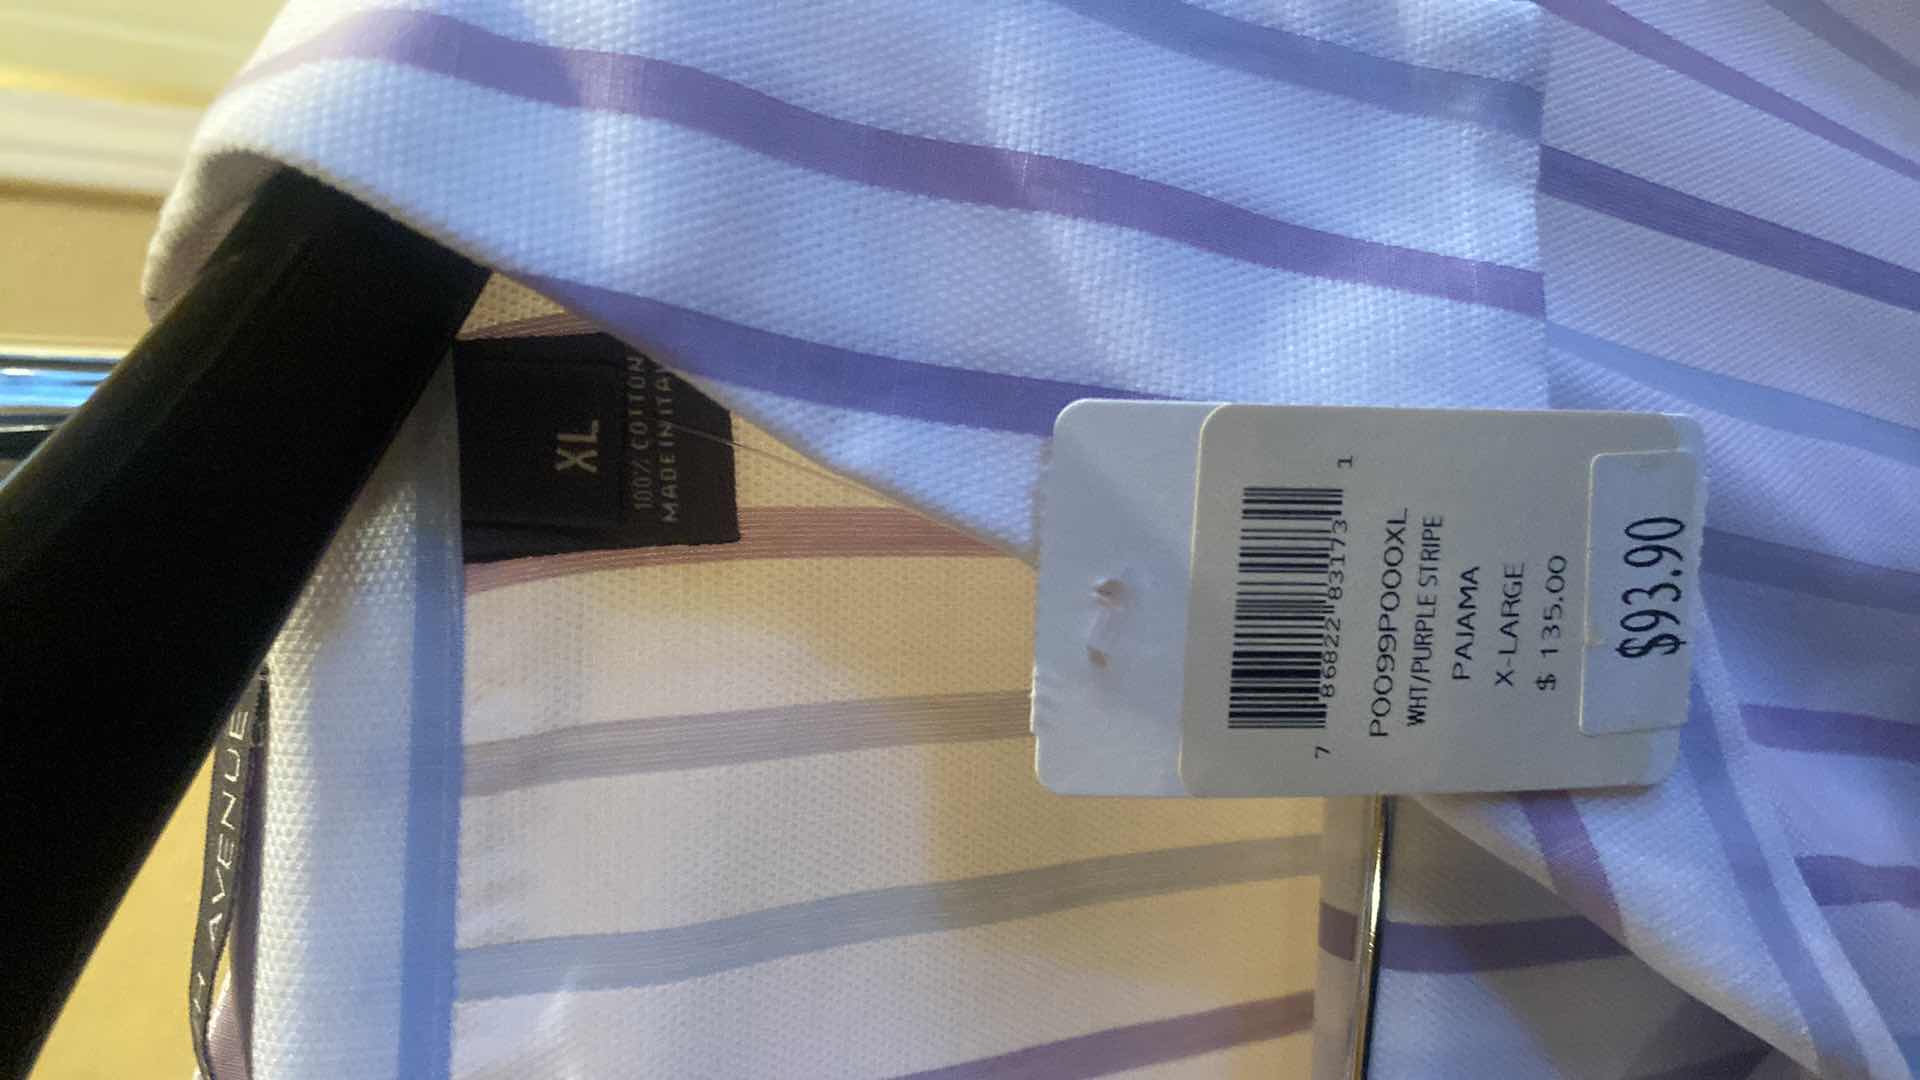 XL
100% COTTON
MADE IN ITA
AVENUE
7 86822 83173 1
P0099P000XL
WHT/PURPLE STRIPE
PAJAMA
X-LARGE
$ 135.00
$93.90